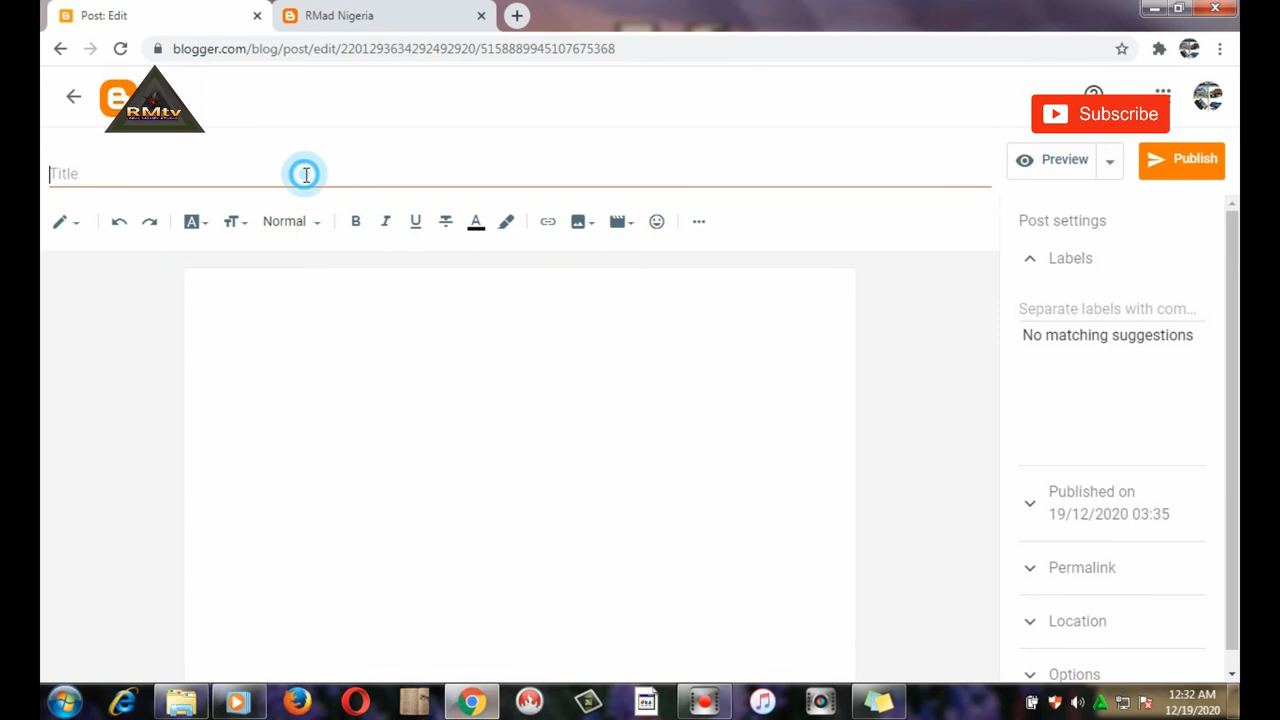 Post: Edit
RMad Nigeria
blogger.com/blog/post/edit/2201293634292492920/5158889945107675368
RMtv
Subscribe
Title
Preview
Publish
Normal
Post settings
Labels
Separate labels with com...
No matching suggestions
Published on
19/12/2020 03:35
Permalink
Location
Options
12:32 AM
12/19/2020